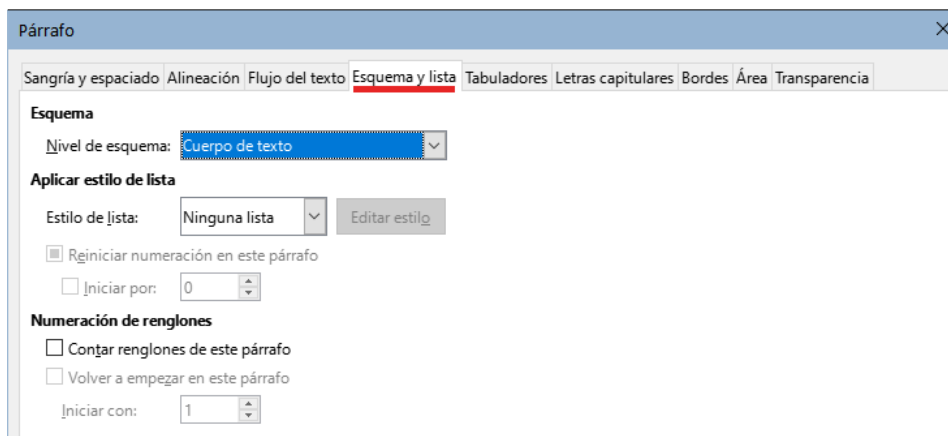 Párrafo
Sangría y espaciado Alineación Flujo del texto Esquema y lista Tabuladores Letras capitulares Bordes Área Transparencia
Esquema
Nivel de esquema: Cuerpo de texto
Aplicar estilo de lista
Estilo de lista: Ninguna lista Editar estilo
Reiniciar numeración en este párrafo
Iniciar por: 0
Numeración de renglones
Contar renglones de este párrafo
Volver a empezar en este párrafo
Iniciar con: 1